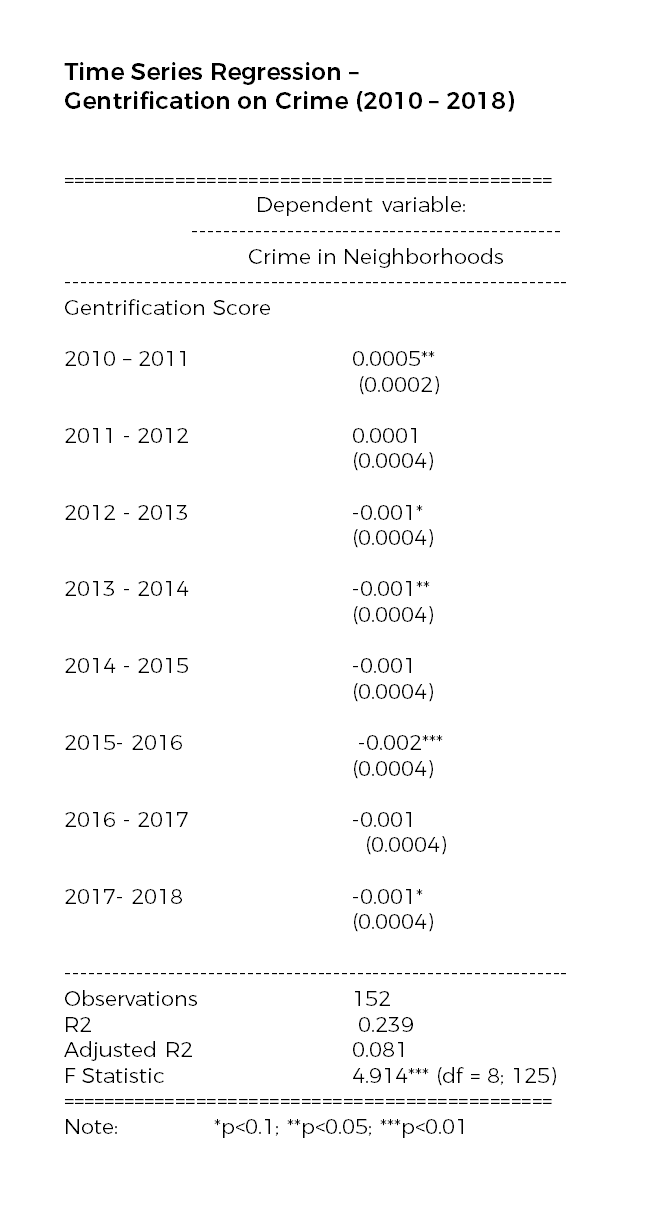 Time Series Regression –
Gentrification on Crime (2010 – 2018)
=================================================
Dependent variable:
-----------------------------------------------
Crime in Neighborhoods
----------------------------------------------------------------
Gentrification Score
2010 – 2011 0.0005**
(0.0002)
2011 - 2012 0.0001
(0.0004)
2012 - 2013 -0.001*
(0.0004)
2013 - 2014 -0.001**
(0.0004)
2014 - 2015 -0.001
(0.0004)
2015- 2016 -0.002***
(0.0004)
2016 - 2017 -0.001
(0.0004)
2017- 2018 -0.001*
(0.0004)
----------------------------------------------------------------
Observations 152
R2 0.239
Adjusted R2 0.081
F Statistic 4.914*** (df = 8; 125)
=================================================
Note: *p<0.1; **p<0.05; ***p<0.01